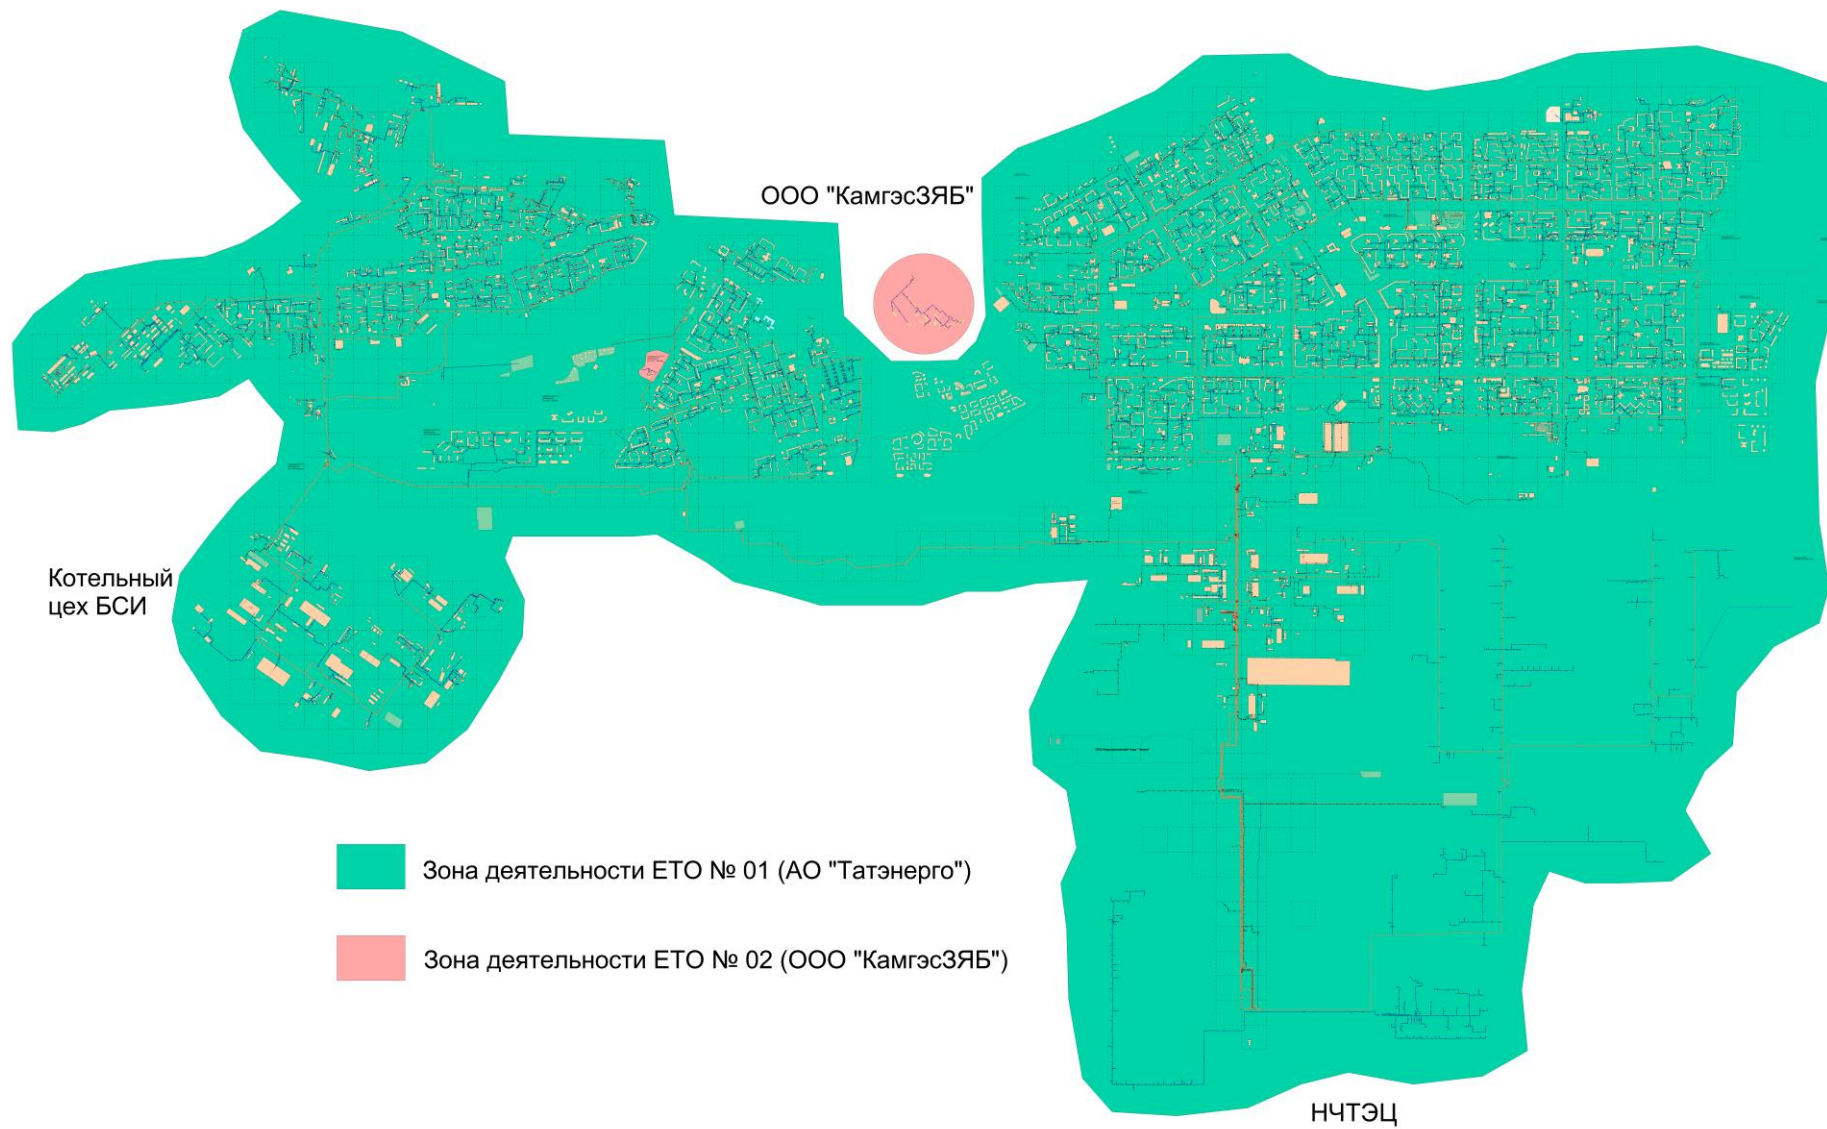 ООО "КамгэсЗЯБ"
Котельный
цех БСИ
Зона деятельности ЕТО № 01 (АО "Татэнерго")
Зона деятельности ЕТО № 02 (ООО "КамгэсЗЯБ")
НЧТЭЦ